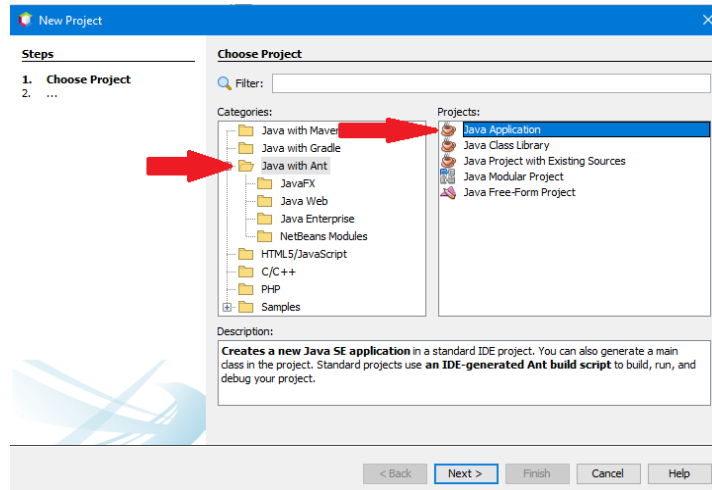 New Project
Steps
1. Choose Project
2. ...
Choose Project
Filter:
Categories:
Java with Maven
Java with Gradle
Java with Ant
JavaFX
Java Web
Java Enterprise
NetBeans Modules
HTML5/JavaScript
C/C++
PHP
Samples
Projects:
Java Application
Java Class Library
Java Project with Existing Sources
Java Modular Project
Java Free-Form Project
Description:
Creates a new Java SE application in a standard IDE project. You can also generate a main
class in the project. Standard projects use an IDE-generated Ant build script to build, run, and
debug your project.
< Back
Next >
Finish
Cancel
Help